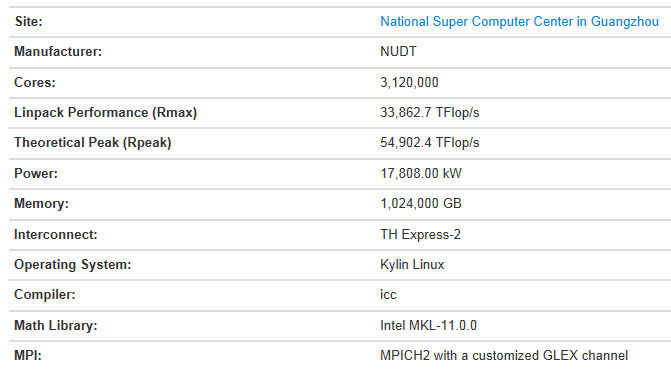 Site: National Super Computer Center in Guangzhou
Manufacturer: NUDT
Cores: 3,120,000
Linpack Performance (Rmax) 33,862.7 TFlop/s
Theoretical Peak (Rpeak) 54,902.4 TFlop/s
Power: 17,808.00 kW
Memory: 1,024,000 GB
Interconnect: TH Express-2
Operating System: Kylin Linux
Compiler: icc
Math Library: Intel MKL-11.0.0
MPI: MPICH2 with a customized GLEX channel